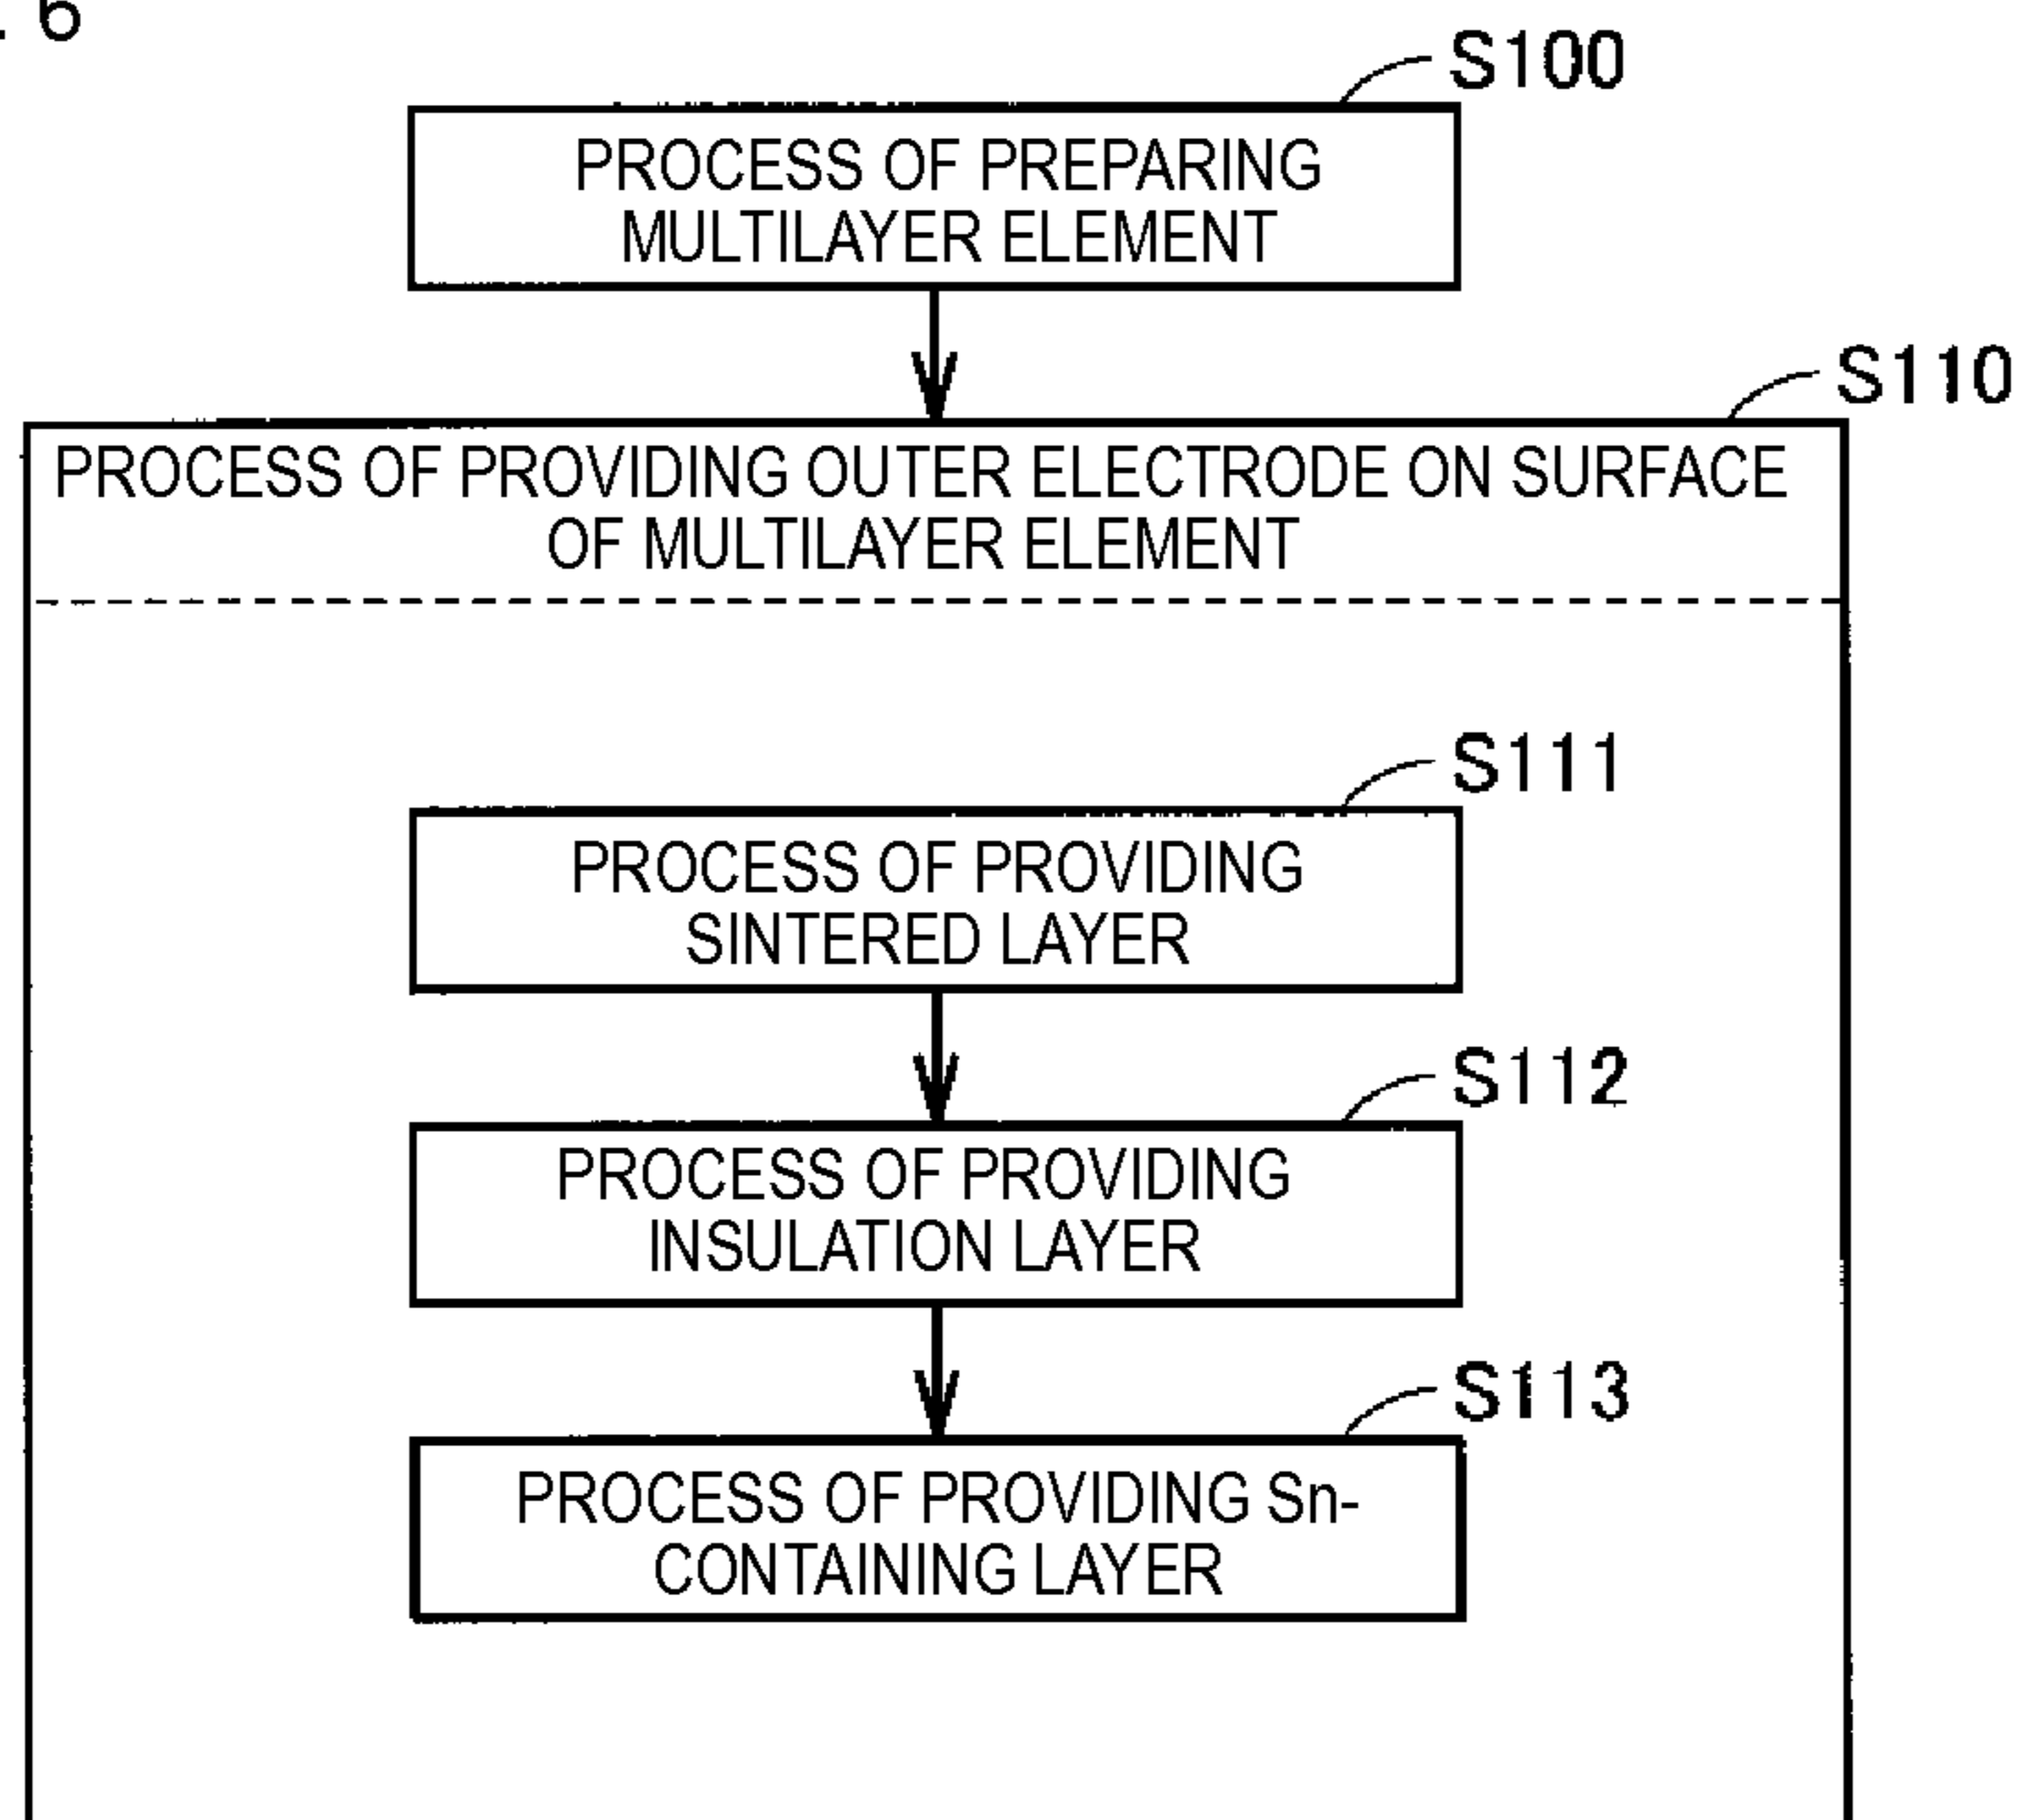 . 6
S100
PROCESS OF PREPARING
MULTILAYER ELEMENT
S110
PROCESS OF PROVIDING OUTER ELECTRODE ON SURFACE
OF MULTILAYER ELEMENT
S111
PROCESS OF PROVIDING
SINTERED LAYER
S112
PROCESS OF PROVIDING
INSULATION LAYER
S113
PROCESS OF PROVIDING Sn-
CONTAINING LAYER